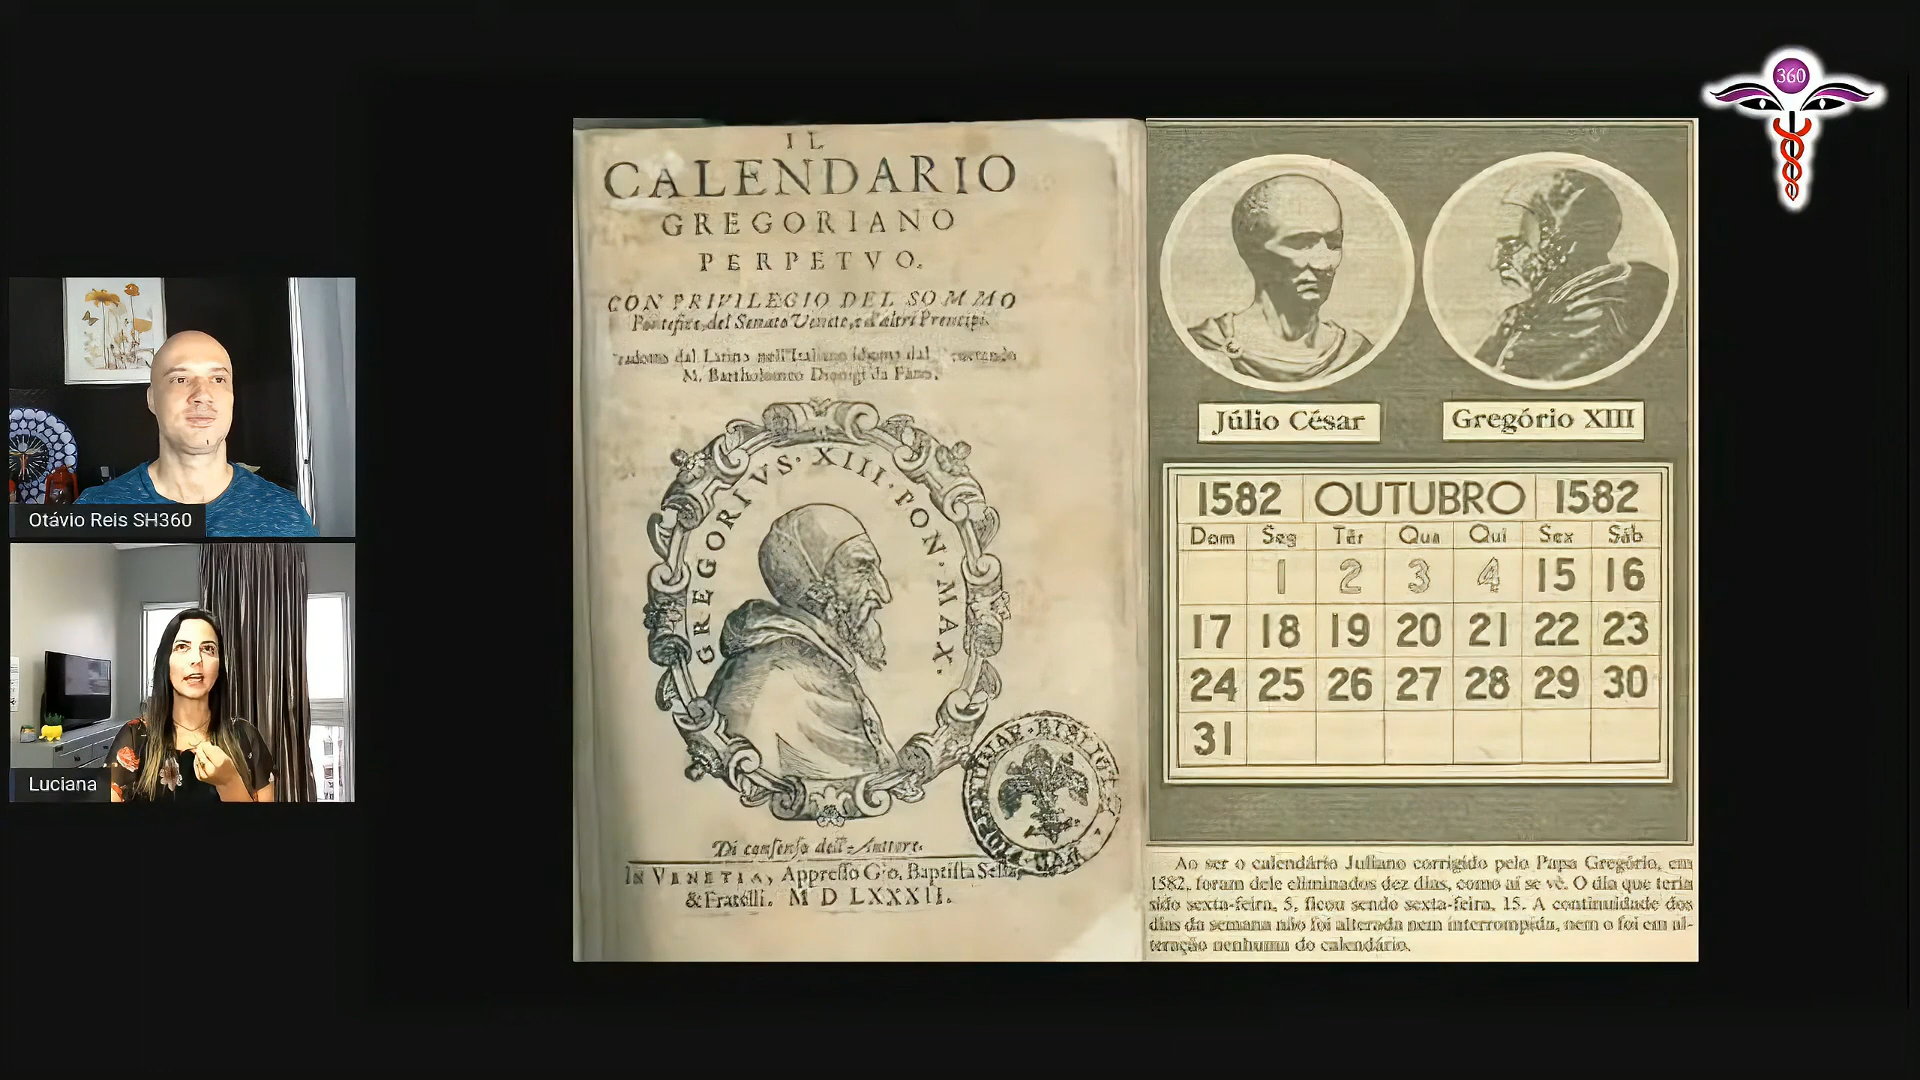 360
IL
CALENDARIO
GREGORIANO
PERPETVO.
CON PRIVILEGIO DEL SOMMO
Pontefice, del Senato Veneto, e d'altri Prencipi.
dal Latino nell'Italiano idioma dal
M. Bartholomeo Dionigi da Fano.
GREGORIVS · XIII · PON · MAX ·
Di consenso dell'Auttore.
IN VENETIA, Appresso Gio. Baptista Sessa,
& Fratelli. M D LXXXII.
Júlio César
Gregório XIII
1582 OUTUBRO 1582
Dom Seg Ter Qua Qui Sex Sáb
1 2 3 4 15 16
17 18 19 20 21 22 23
24 25 26 27 28 29 30
31
Ao ser o calendário Juliano corrigido pelo Papa Gregório, em
1582, foram dele eliminados dez dias, como aí se vê. O dia que teria
sido sexta-feira, 5, ficou sendo sexta-feira, 15. A continuidade dos
dias da semana não foi alterada nem interrompida, nem o foi em al-
teração nenhuma do calendário.
Otávio Reis SH360
Luciana